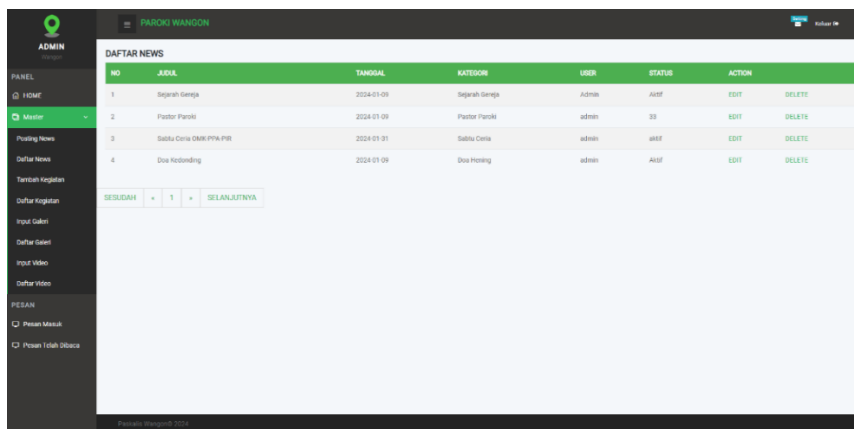 ADMIN
Wangon
PANEL
HOME
Master
Posting News
Daftar News
Tambah Kegiatan
Daftar Kegiatan
Input Galeri
Daftar Galeri
Input Video
Daftar Video
PESAN
Pesan Masuk
Pesan Telah Dibaca
PAROKI WANGON
Keluar
DAFTAR NEWS
NO JUDUL TANGGAL KATEGORI USER STATUS ACTION
1 Sejarah Gereja 2024-01-09 Sejarah Gereja Admin Aktif EDIT DELETE
2 Pastor Paroki 2024-01-09 Pastor Paroki admin 33 EDIT DELETE
3 Sabtu Ceria OMK-PPA-PIR 2024-01-31 Sabtu Ceria admin aktif EDIT DELETE
4 Doa Kedonding 2024-01-09 Doa Hening admin Aktif EDIT DELETE
SESUDAH « 1 » SELANJUTNYA
Wangon© 2024